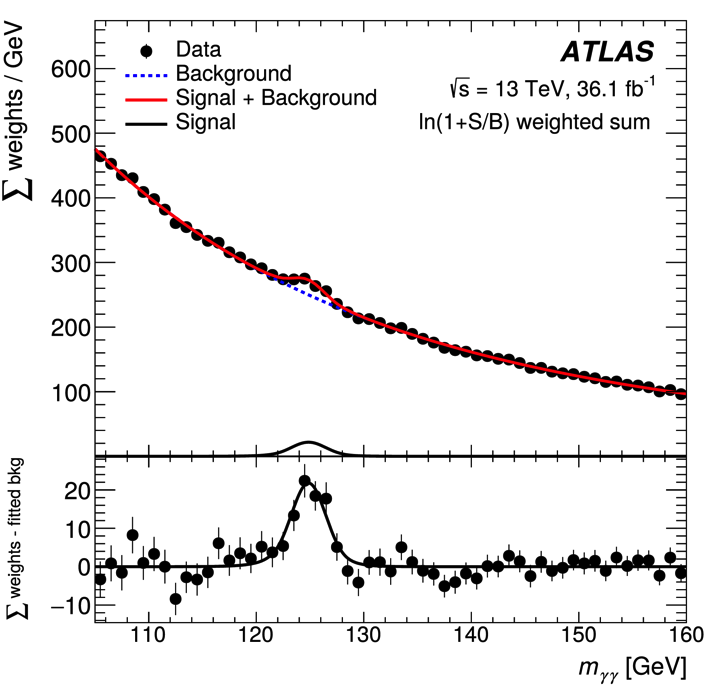 Data
Background
Signal + Background
Signal
ATLAS
√s = 13 TeV, 36.1 fb⁻¹
ln(1+S/B) weighted sum
∑ weights / GeV
600
500
400
300
200
100
∑ weights - fitted bkg
20
10
0
−10
110 120 130 140 150 160
mγγ [GeV]